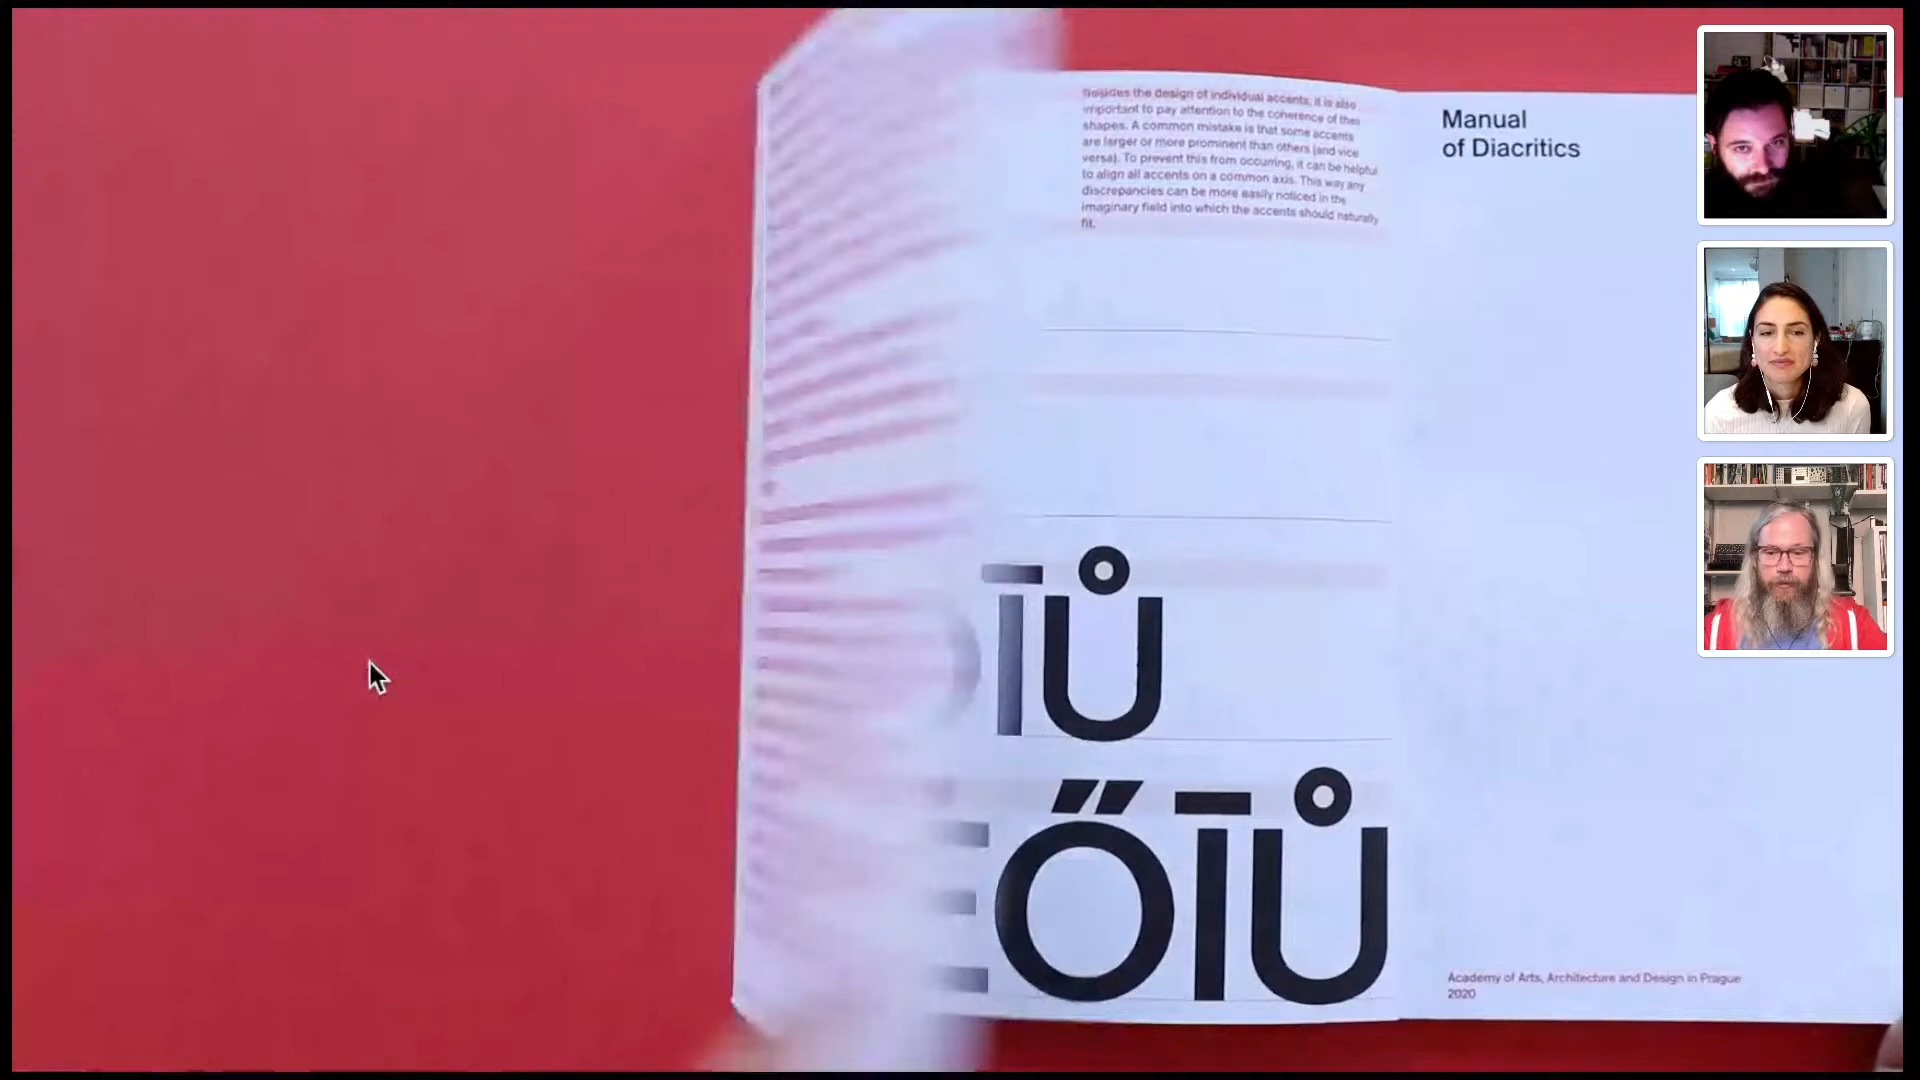 Besides the design of individual accents, it is also
important to pay attention to the coherence of thes
shapes. A common mistake is that some accents
are larger or more prominent than others (and vice
versa). To prevent this from occurring, it can be helpful
to align all accents on a common axis. This way any
discrepancies can be more easily noticed in the
imaginary field into which the accents should naturally
fit.
ĪŮ
ŐĪŮ
Manual
of Diacritics
Academy of Arts, Architecture and Design in Prague
2020